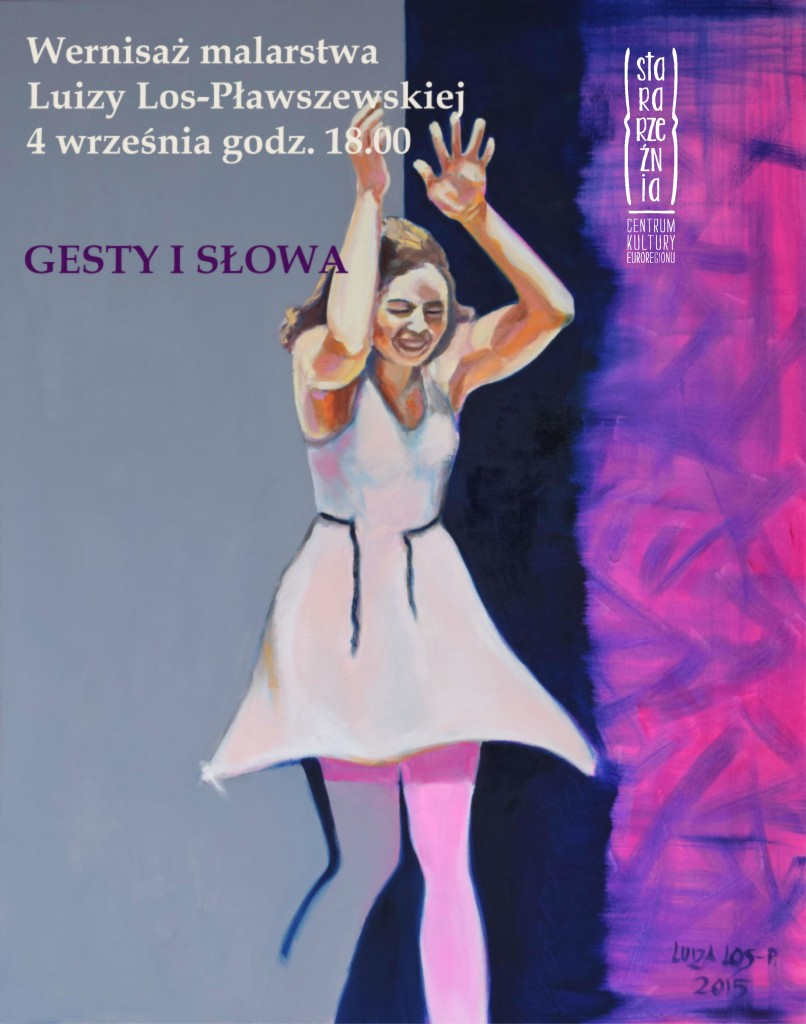 Wernisaż malarstwa
Luizy Los-Pławszewskiej
4 września godz. 18.00
GESTY I SŁOWA
sta
ra
rze
źn
ia
CENTRUM
KULTURY
EUROREGIONU
LUIZA LOS-P.
2015